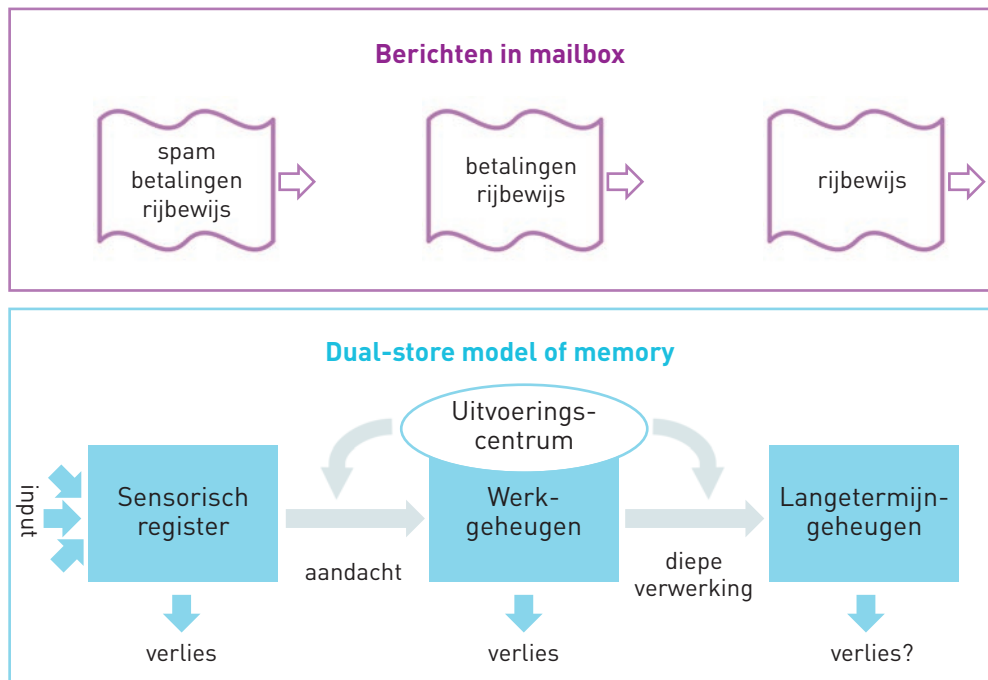 Berichten in mailbox
spam
betalingen
rijbewijs
betalingen
rijbewijs
rijbewijs
Dual-store model of memory
Uitvoerings-
centrum
input
Sensorisch
register
aandacht
Werk-
geheugen
diepe
verwerking
Langetermijn-
geheugen
verlies
verlies
verlies?